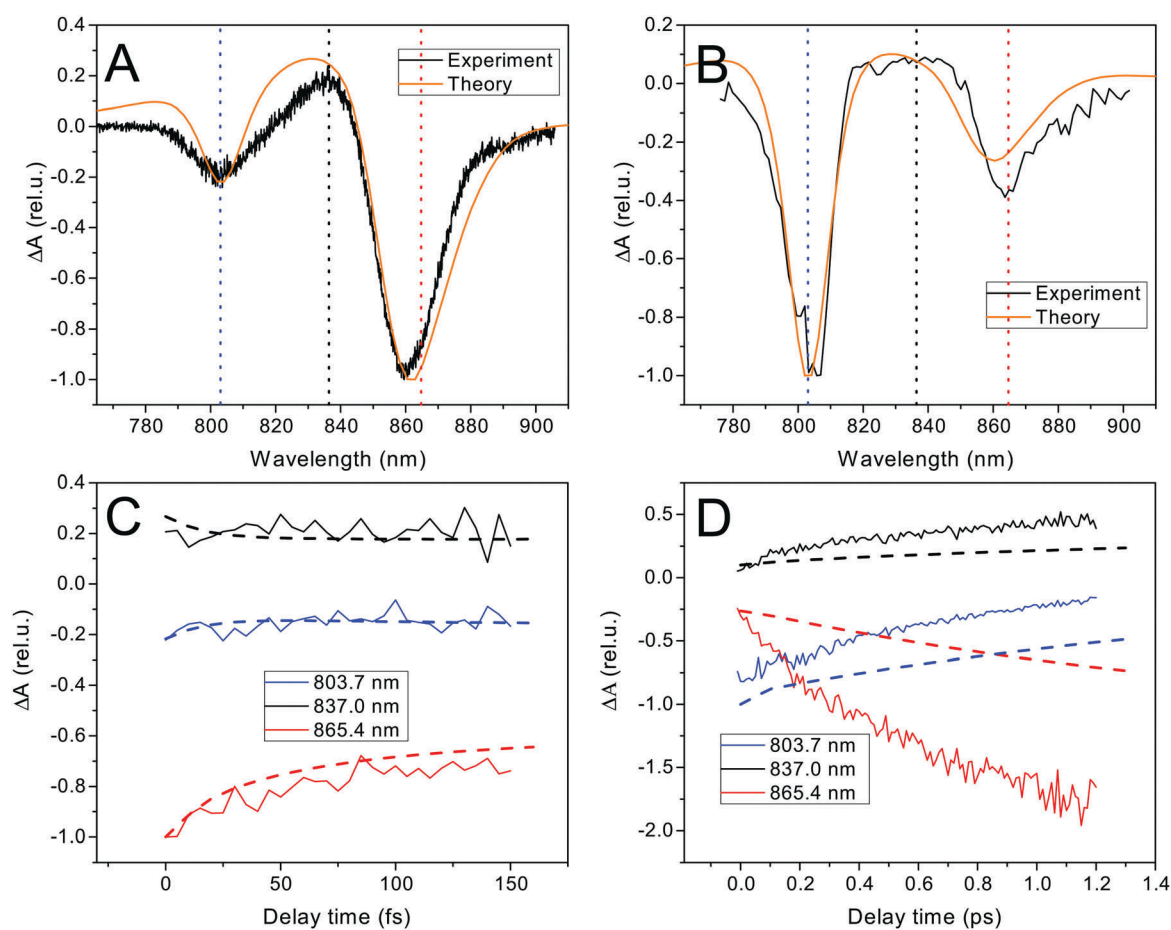 A
Experiment
Theory
ΔA (rel.u.)
0.4
0.2
0.0
-0.2
-0.4
-0.6
-0.8
-1.0
780 800 820 840 860 880 900
Wavelength (nm)
B
Experiment
Theory
ΔA (rel.u.)
0.2
0.0
-0.2
-0.4
-0.6
-0.8
-1.0
780 800 820 840 860 880 900
Wavelength (nm)
C
803.7 nm
837.0 nm
865.4 nm
ΔA (rel.u.)
0.4
0.2
0.0
-0.2
-0.4
-0.6
-0.8
-1.0
0 50 100 150
Delay time (fs)
D
803.7 nm
837.0 nm
865.4 nm
ΔA (rel.u.)
0.5
0.0
-0.5
-1.0
-1.5
-2.0
0.0 0.2 0.4 0.6 0.8 1.0 1.2 1.4
Delay time (ps)